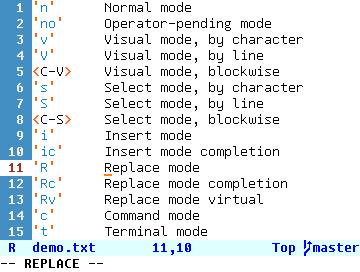 1 'n' Normal mode
2 'no' Operator-pending mode
3 'v' Visual mode, by character
4 'V' Visual mode, by line
5 <C-V> Visual mode, blockwise
6 's' Select mode, by character
7 'S' Select mode, by line
8 <C-S> Select mode, blockwise
9 'i' Insert mode
10 'ic' Insert mode completion
11 'R' Replace mode
12 'Rc' Replace mode completion
13 'Rv' Replace mode virtual
14 'c' Command mode
15 't' Terminal mode
R demo.txt 11,10 Top master
-- REPLACE --